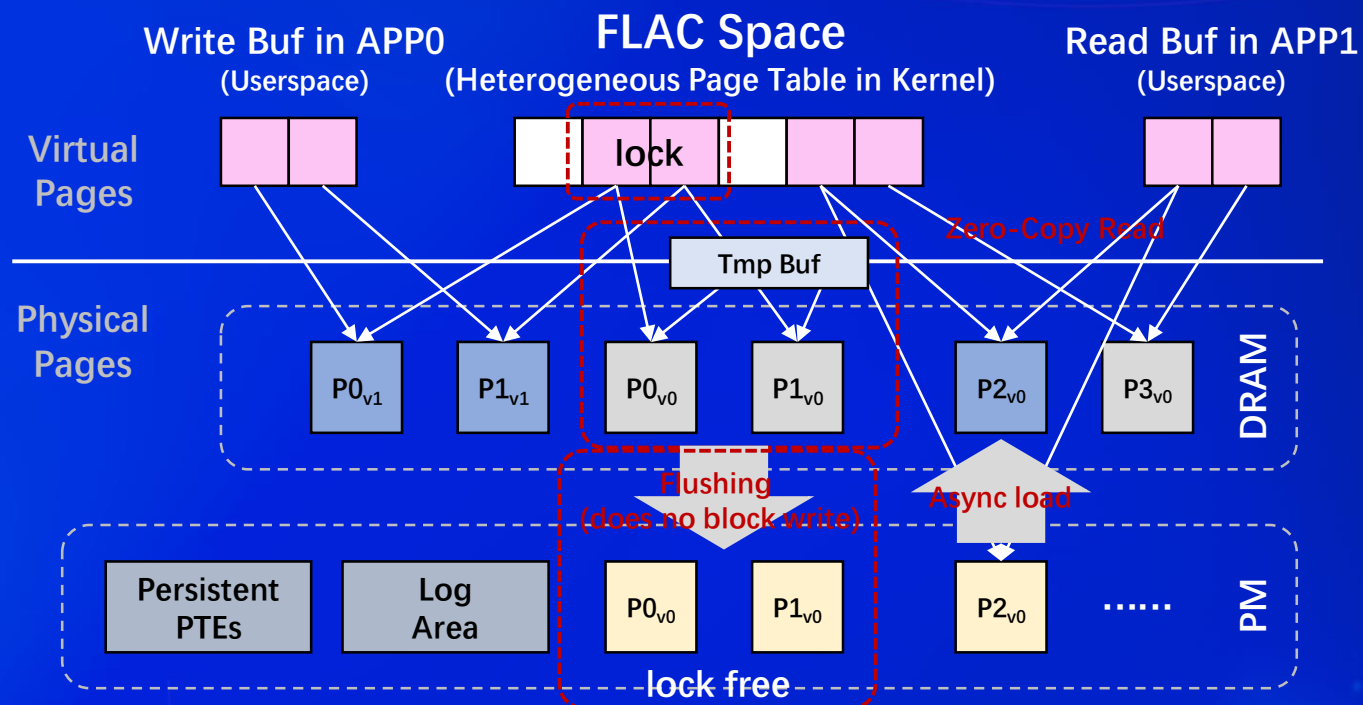 Write Buf in APP0
(Userspace)
FLAC Space
(Heterogeneous Page Table in Kernel)
Read Buf in APP1
(Userspace)
Virtual
Pages
lock
Zero-Copy Read
Tmp Buf
Physical
Pages
P0v1
P1v1
P0v0
P1v0
P2v0
P3v0
DRAM
Flushing
(does no block write)
Async load
Persistent
PTEs
Log
Area
P0v0
P1v0
P2v0
......
PM
lock free